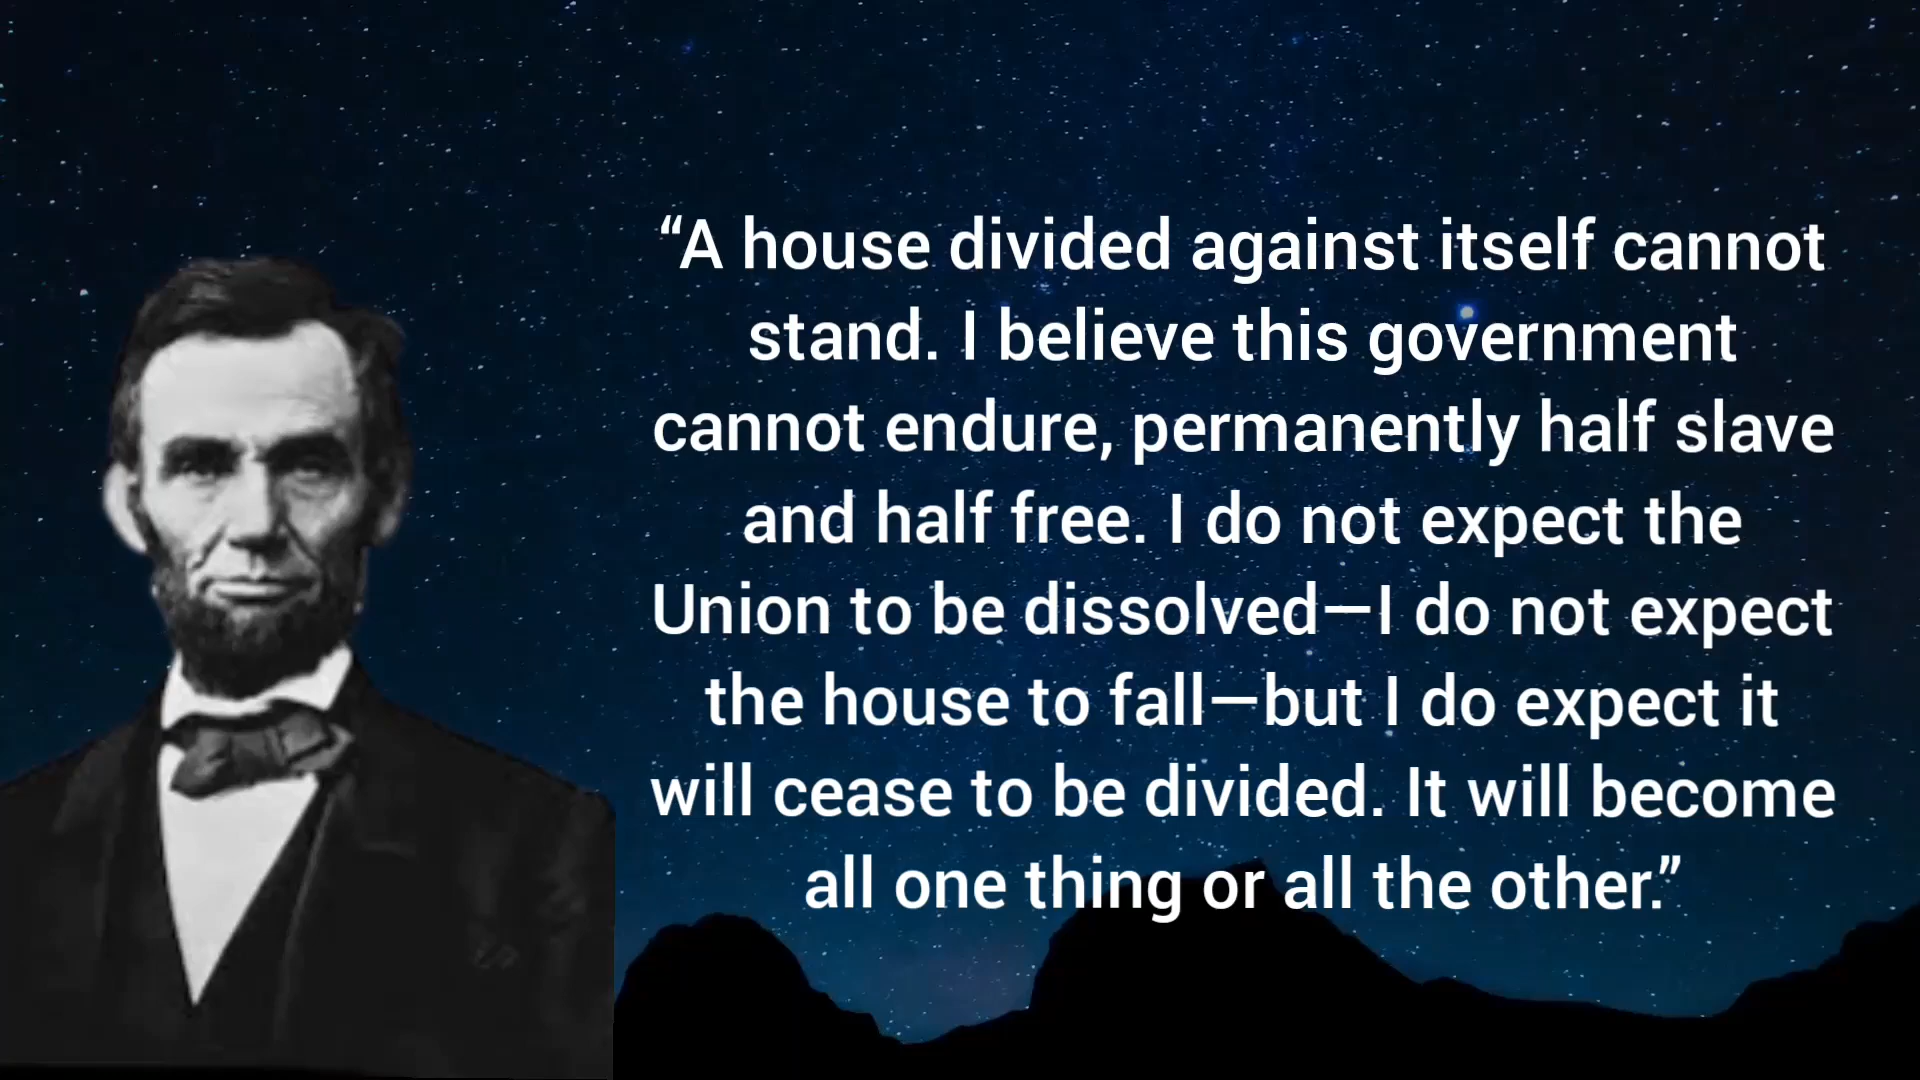 “A house divided against itself cannot
stand. I believe this government
cannot endure, permanently half slave
and half free. I do not expect the
Union to be dissolved—I do not expect
the house to fall—but I do expect it
will cease to be divided. It will become
all one thing or all the other.”